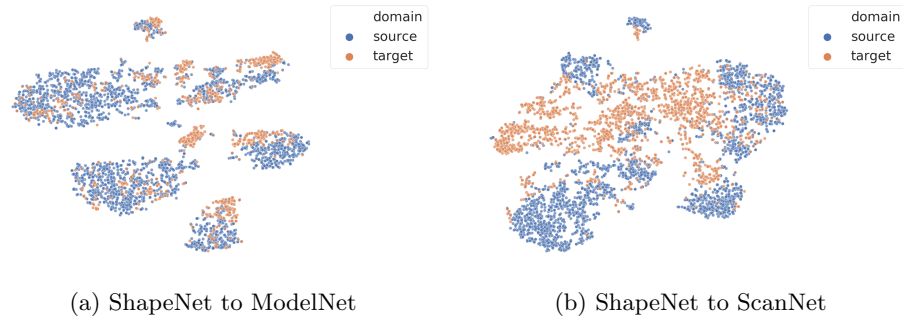 domain
source
target
domain
source
target
(a) ShapeNet to ModelNet
(b) ShapeNet to ScanNet